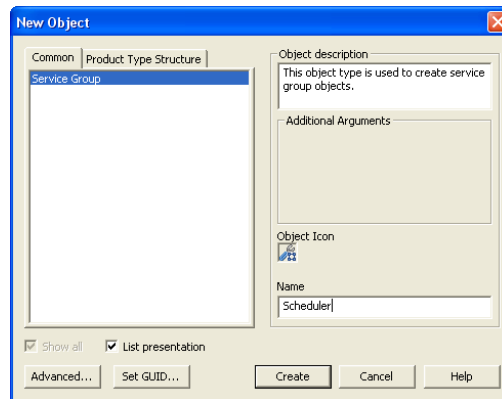 New Object
Common
Product Type Structure
Service Group
Object description
This object type is used to create service
group objects.
Additional Arguments
Object Icon
Name
Scheduler
Show all
List presentation
Advanced...
Set GUID...
Create
Cancel
Help